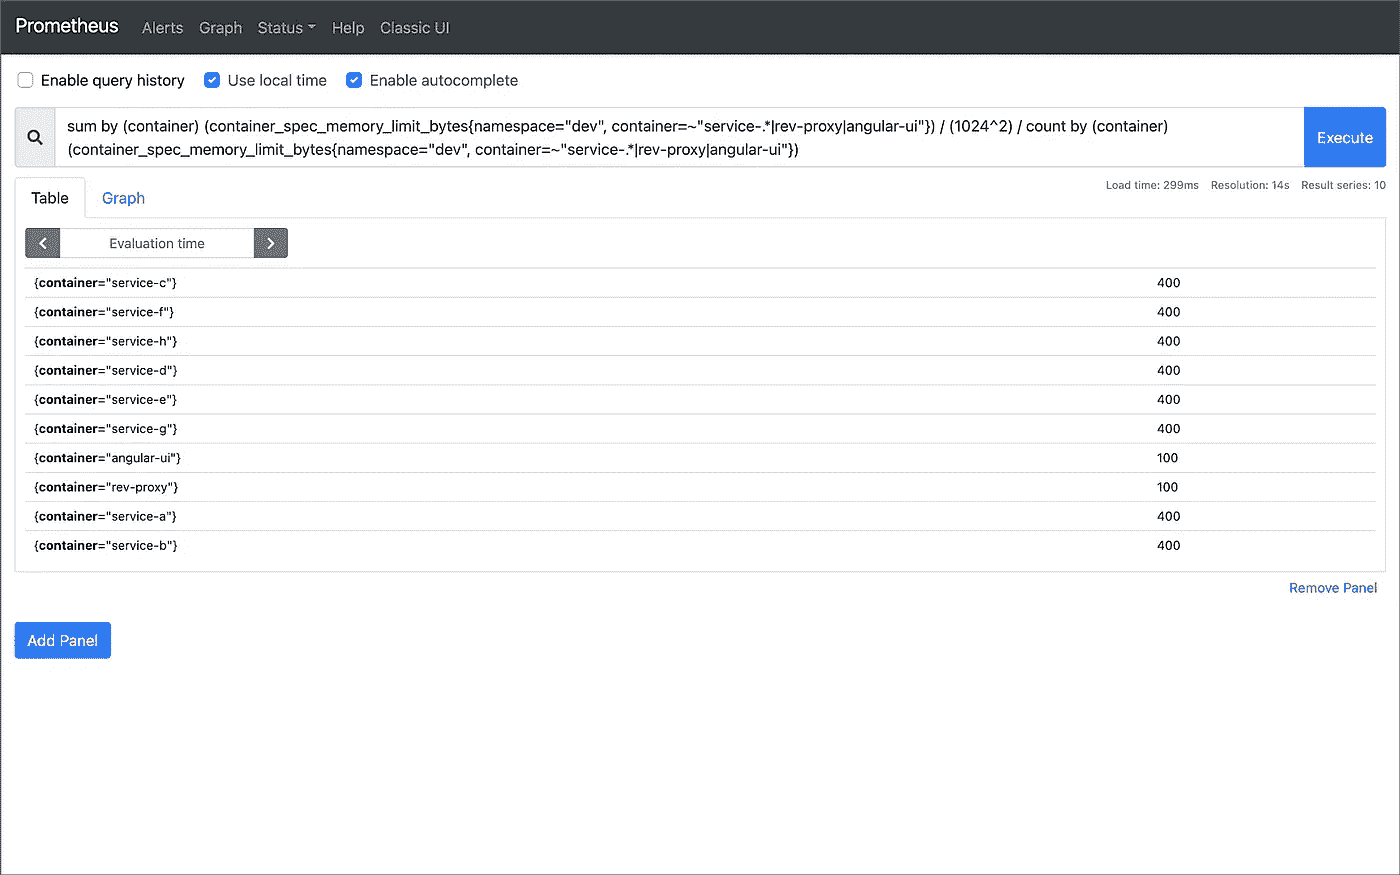 Prometheus Alerts Graph Status Help Classic UI
Enable query history Use local time Enable autocomplete
sum by (container) (container_spec_memory_limit_bytes{namespace="dev", container=~"service-.*|rev-proxy|angular-ui"}) / (1024^2) / count by (container)
(container_spec_memory_limit_bytes{namespace="dev", container=~"service-.*|rev-proxy|angular-ui"})
Execute
Load time: 299ms Resolution: 14s Result series: 10
Table Graph
Evaluation time
{container="service-c"} 400
{container="service-f"} 400
{container="service-h"} 400
{container="service-d"} 400
{container="service-e"} 400
{container="service-g"} 400
{container="angular-ui"} 100
{container="rev-proxy"} 100
{container="service-a"} 400
{container="service-b"} 400
Remove Panel
Add Panel